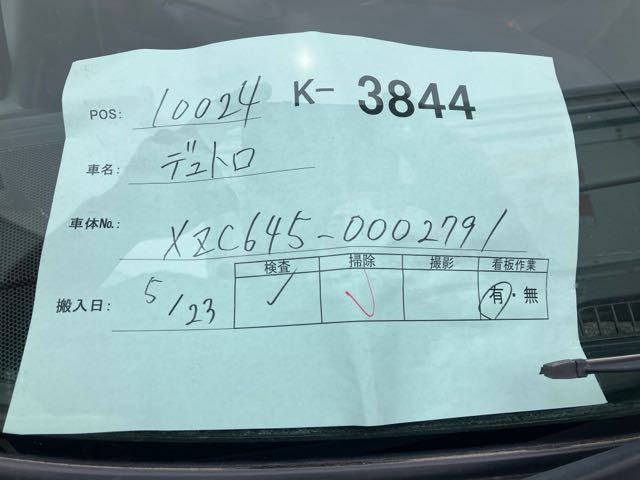 POS: 10024 K- 3844
車名: デュトロ
車体No.: XZC645-0002791
検査 掃除 撮影 看板作業
搬入日: 5/23 ✓ ✓ 有・無